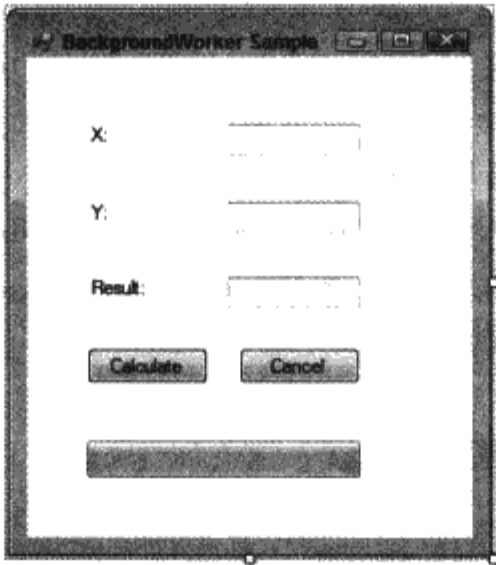 BackgroundWorker Sample
X:
Y:
Result:
Calculate
Cancel